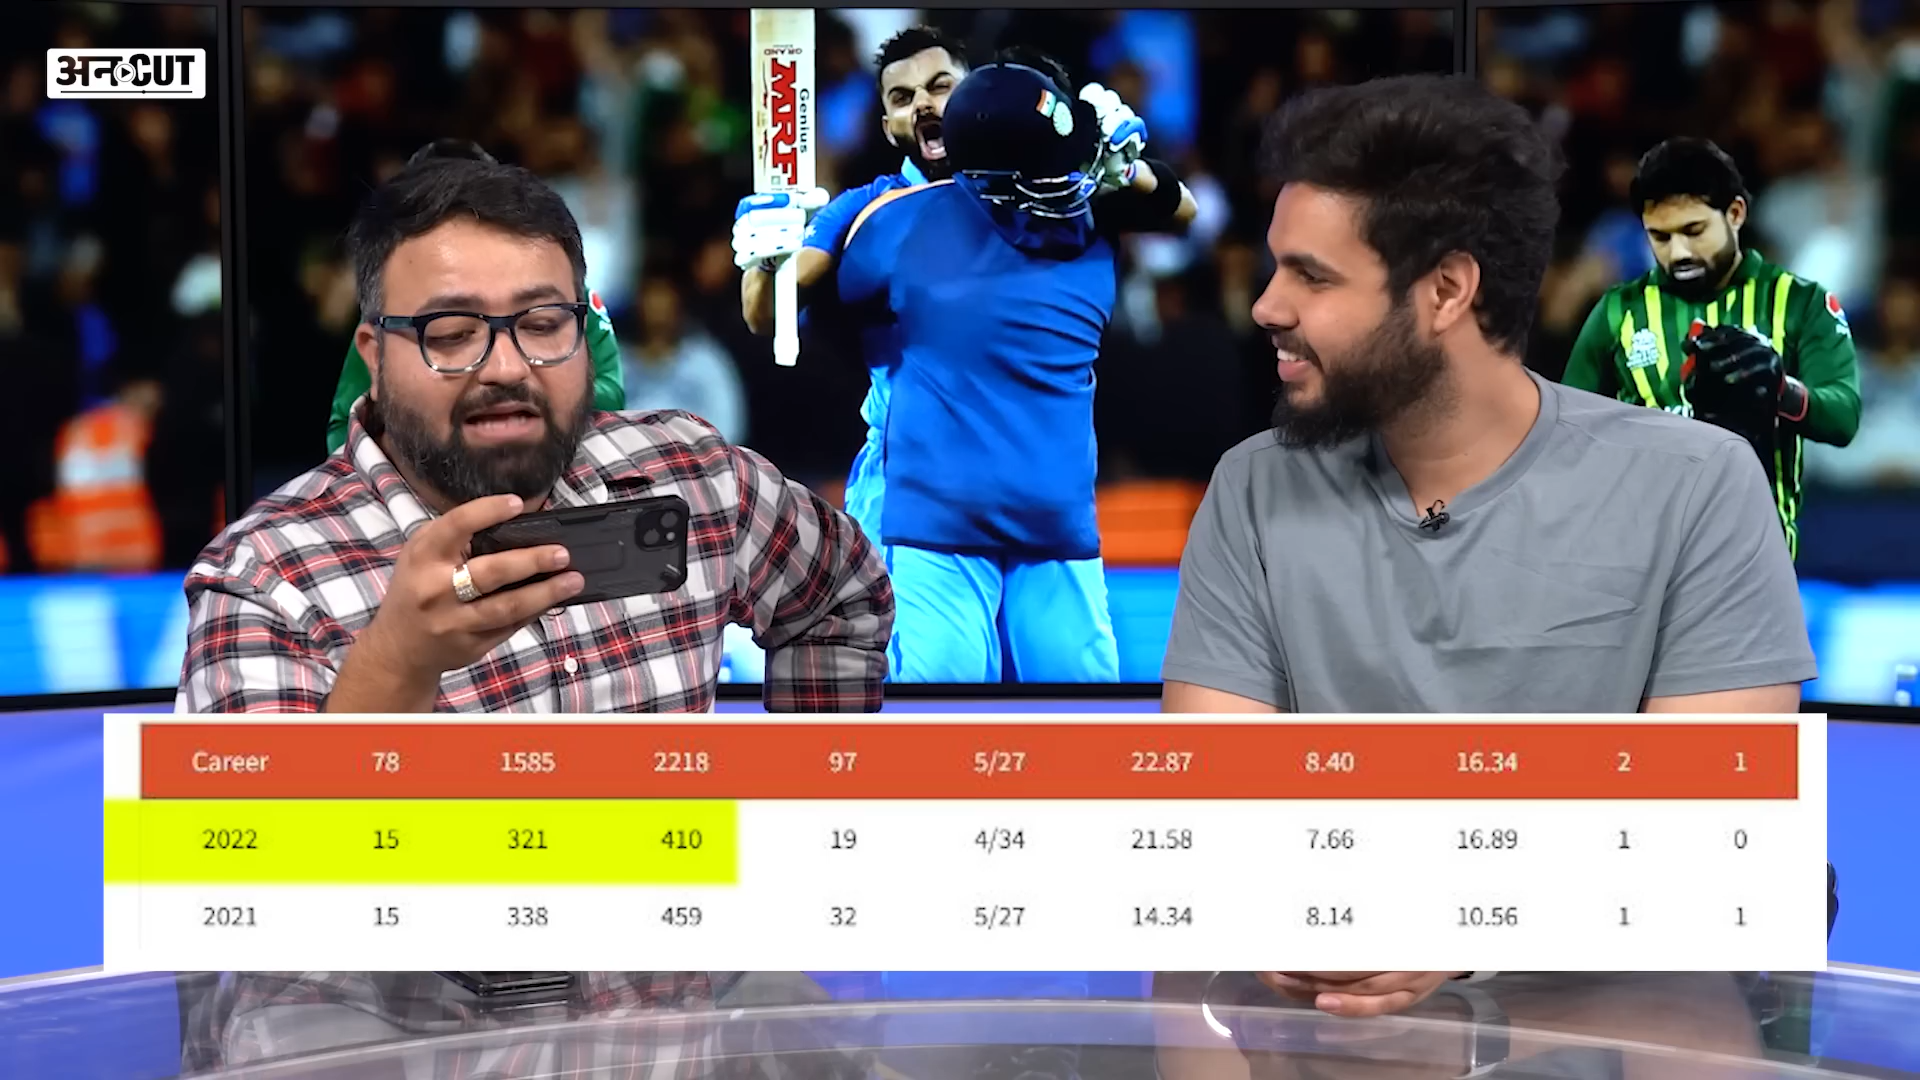 अनCUT
GRAND
MRF
Genius
Career 78 1585 2218 97 5/27 22.87 8.40 16.34 2 1
2022 15 321 410 19 4/34 21.58 7.66 16.89 1 0
2021 15 338 459 32 5/27 14.34 8.14 10.56 1 1